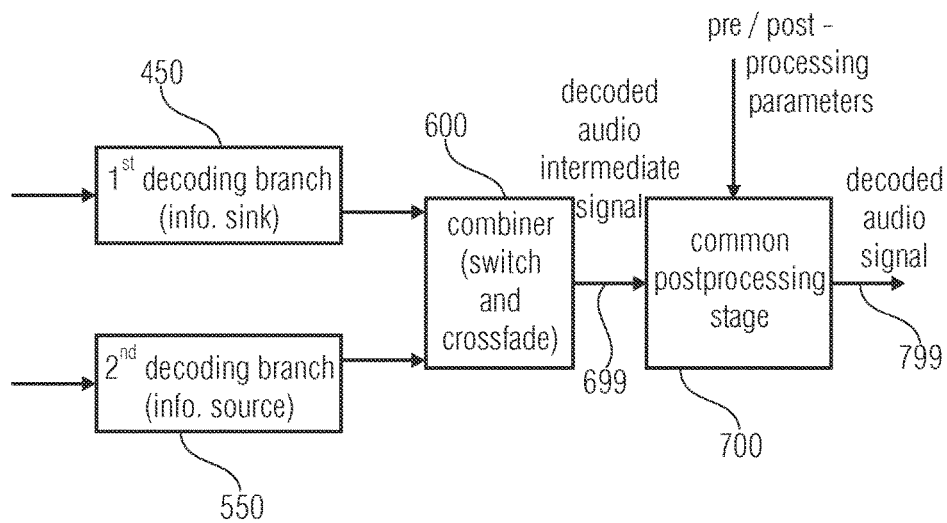 pre / post -
processing
parameters
450
1st decoding branch
(info. sink)
600
combiner
(switch
and
crossfade)
decoded
audio
intermediate
signal
699
common
postprocessing
stage
700
decoded
audio
signal
799
2nd decoding branch
(info. source)
550